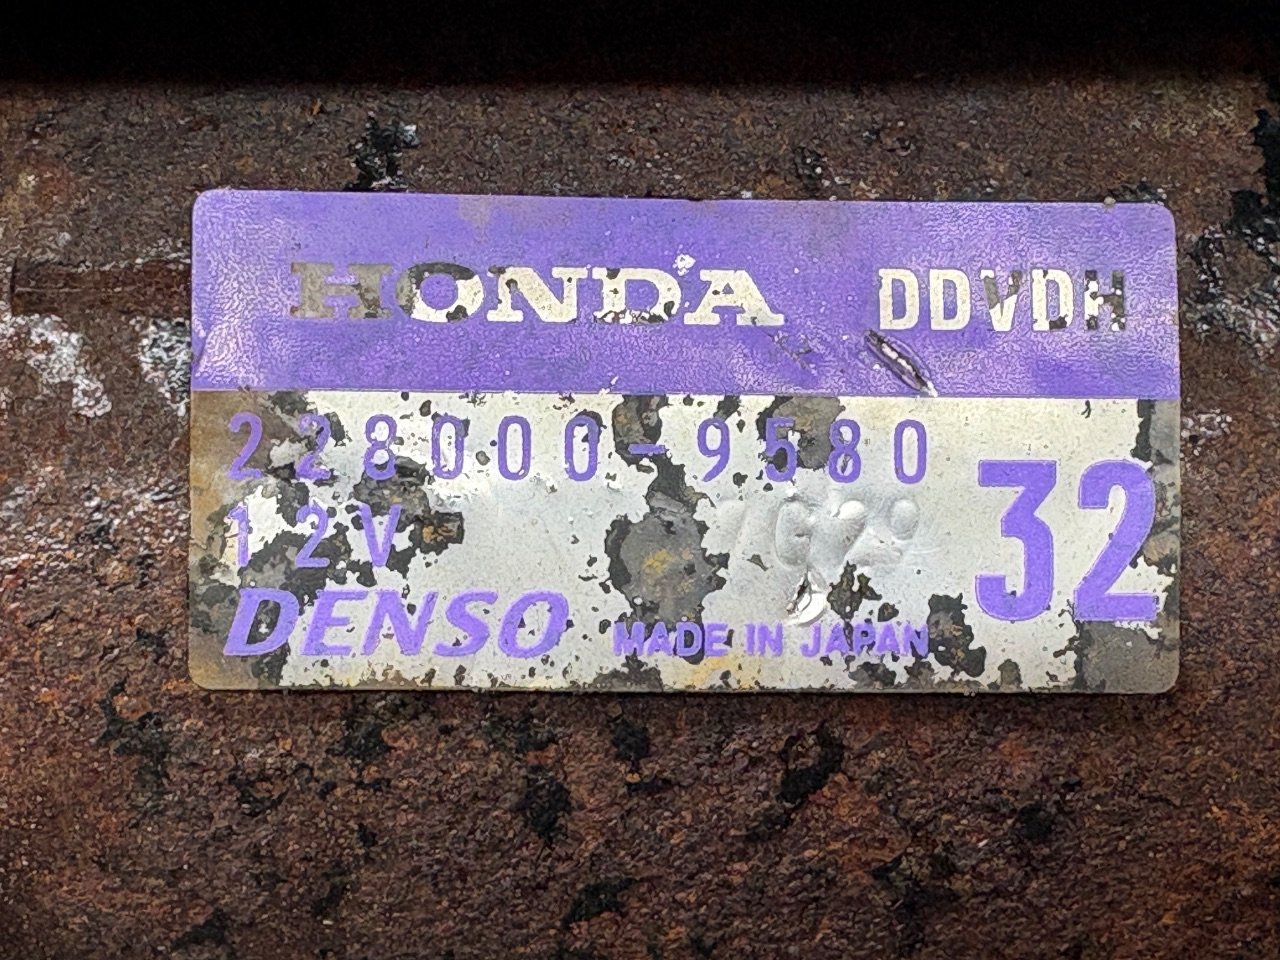 HONDA DDVDH
228000-9580
12V
32
DENSO MADE IN JAPAN